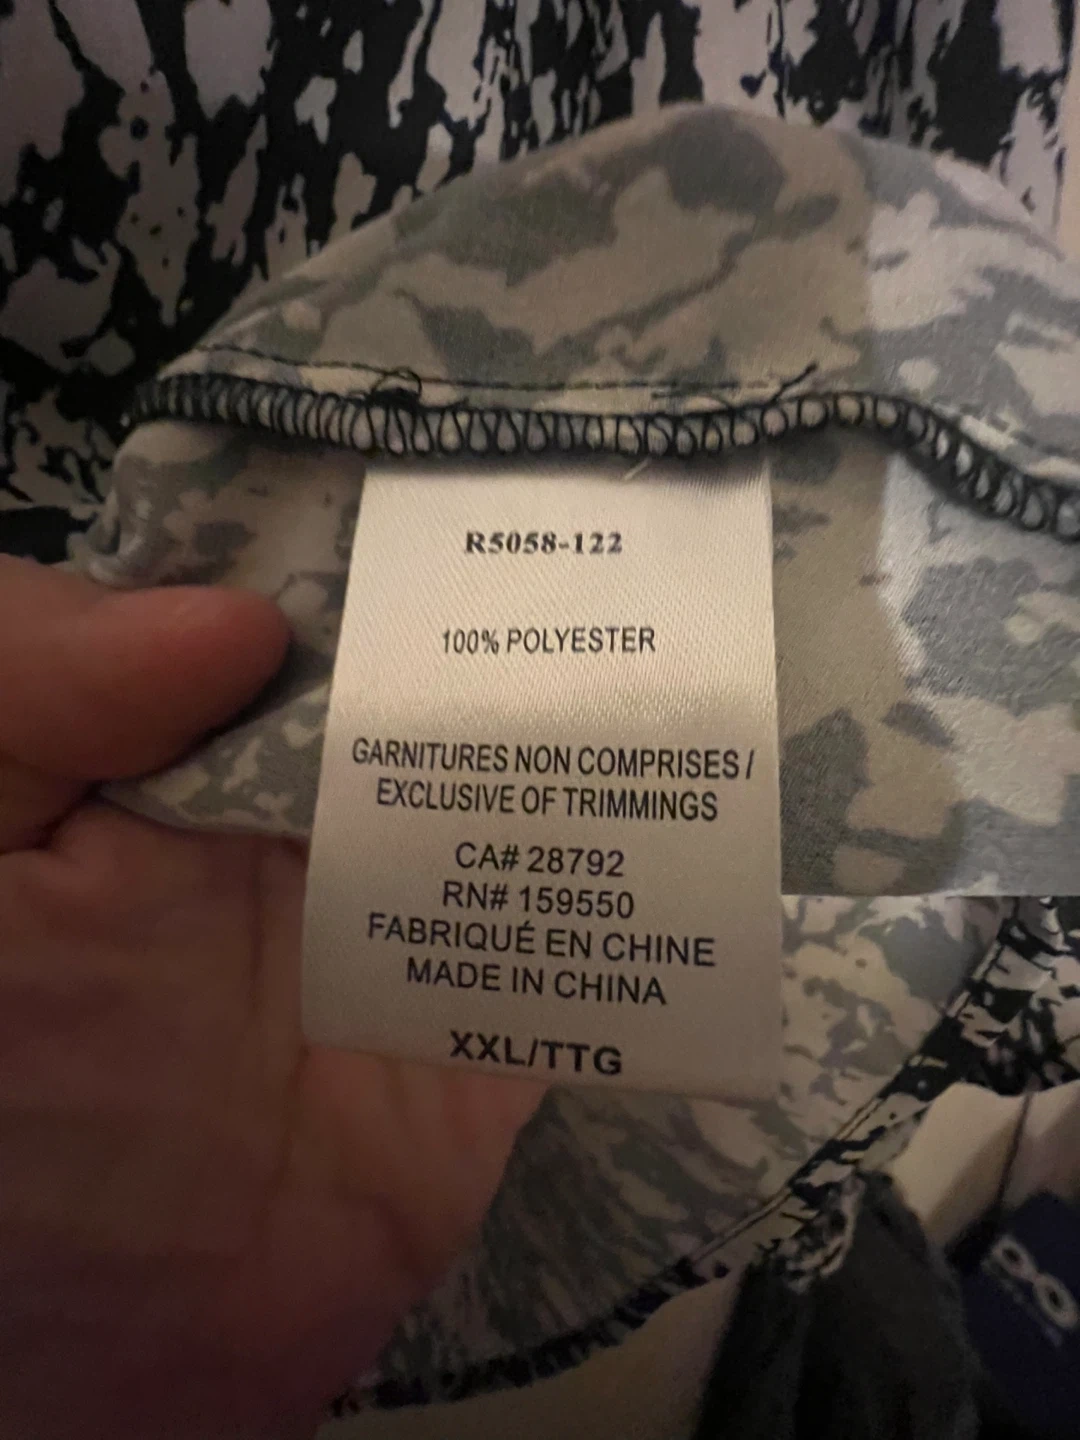 R5058-122
100% POLYESTER
GARNITURES NON COMPRISES /
EXCLUSIVE OF TRIMMINGS
CA# 28792
RN# 159550
FABRIQUÉ EN CHINE
MADE IN CHINA
XXL/TTG